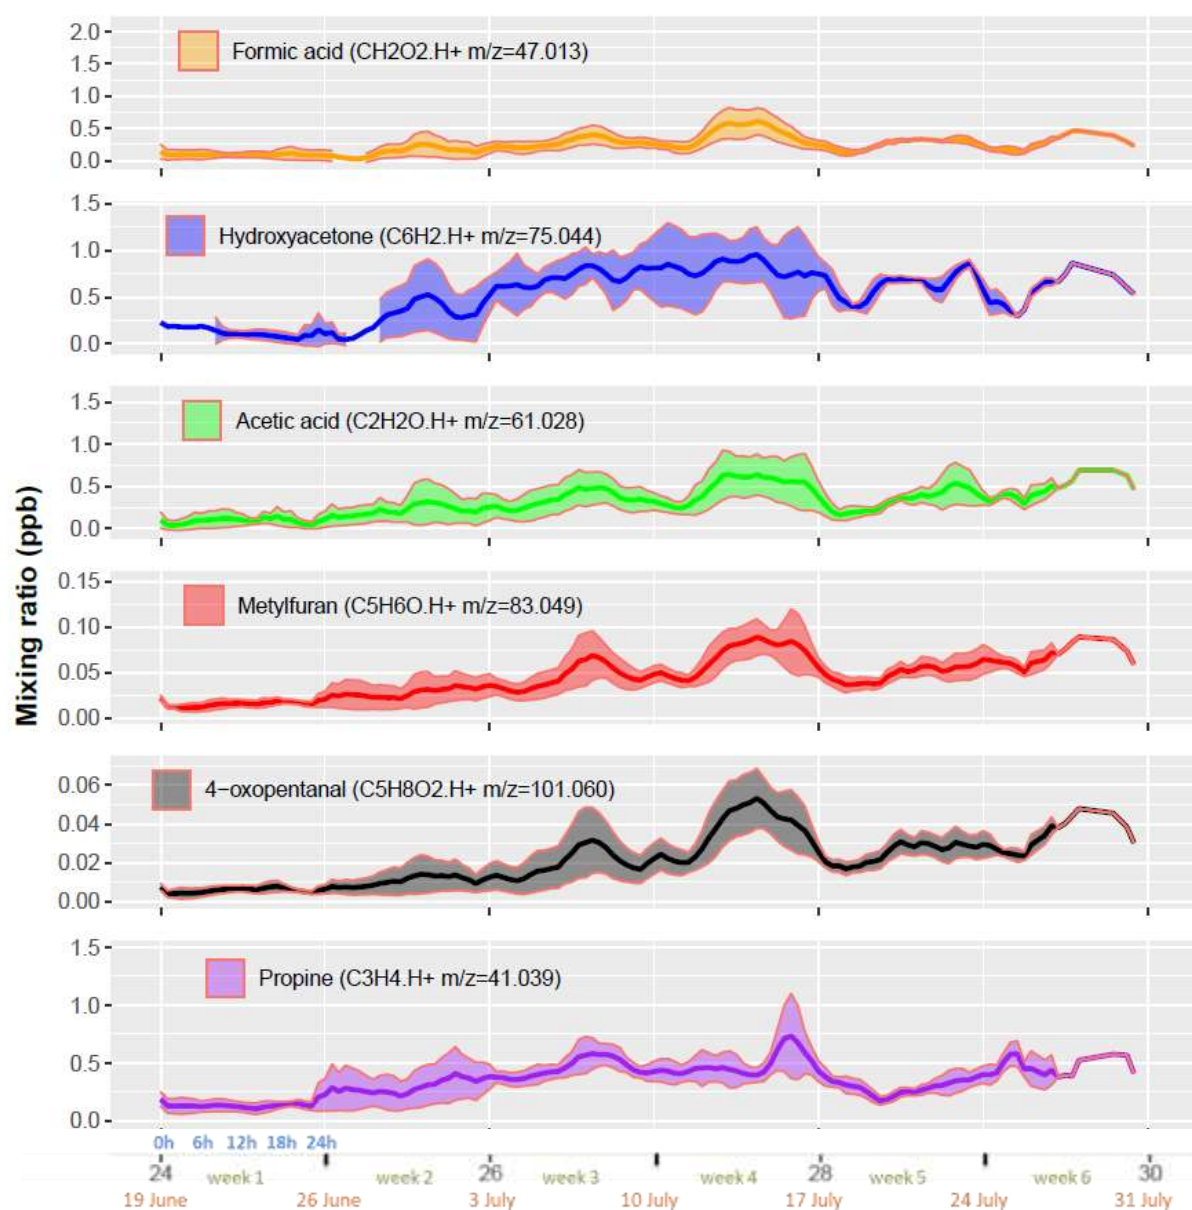 2.0
1.5
1.0
0.5
0.0
Formic acid (CH2O2.H+ m/z=47.013)
1.5
1.0
0.5
0.0
Hydroxyacetone (C6H2.H+ m/z=75.044)
1.5
1.0
0.5
0.0
Acetic acid (C2H2O.H+ m/z=61.028)
Mixing ratio (ppb)
0.15
0.10
0.05
0.00
Metylfuran (C5H6O.H+ m/z=83.049)
0.06
0.04
0.02
0.00
4−oxopentanal (C5H8O2.H+ m/z=101.060)
1.5
1.0
0.5
0.0
Propine (C3H4.H+ m/z=41.039)
0h 6h 12h 18h 24h
24 26 28 30
week 1 week 2 week 3 week 4 week 5 week 6
19 June 26 June 3 July 10 July 17 July 24 July 31 July